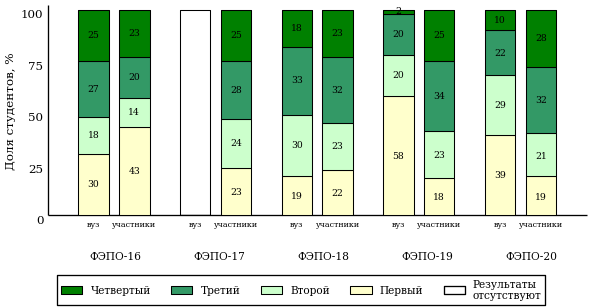 Доля студентов, %
100
75
50
25
0
25 27 18 30
23 20 14 43
25 28 24 23
18 33 30 19
23 32 23 22
2 20 20 58
25 34 23 18
10 22 29 39
28 32 21 19
вуз участники вуз участники вуз участники вуз участники вуз участники
ФЭПО-16 ФЭПО-17 ФЭПО-18 ФЭПО-19 ФЭПО-20
Четвертый Третий Второй Первый Результаты
отсутствуют